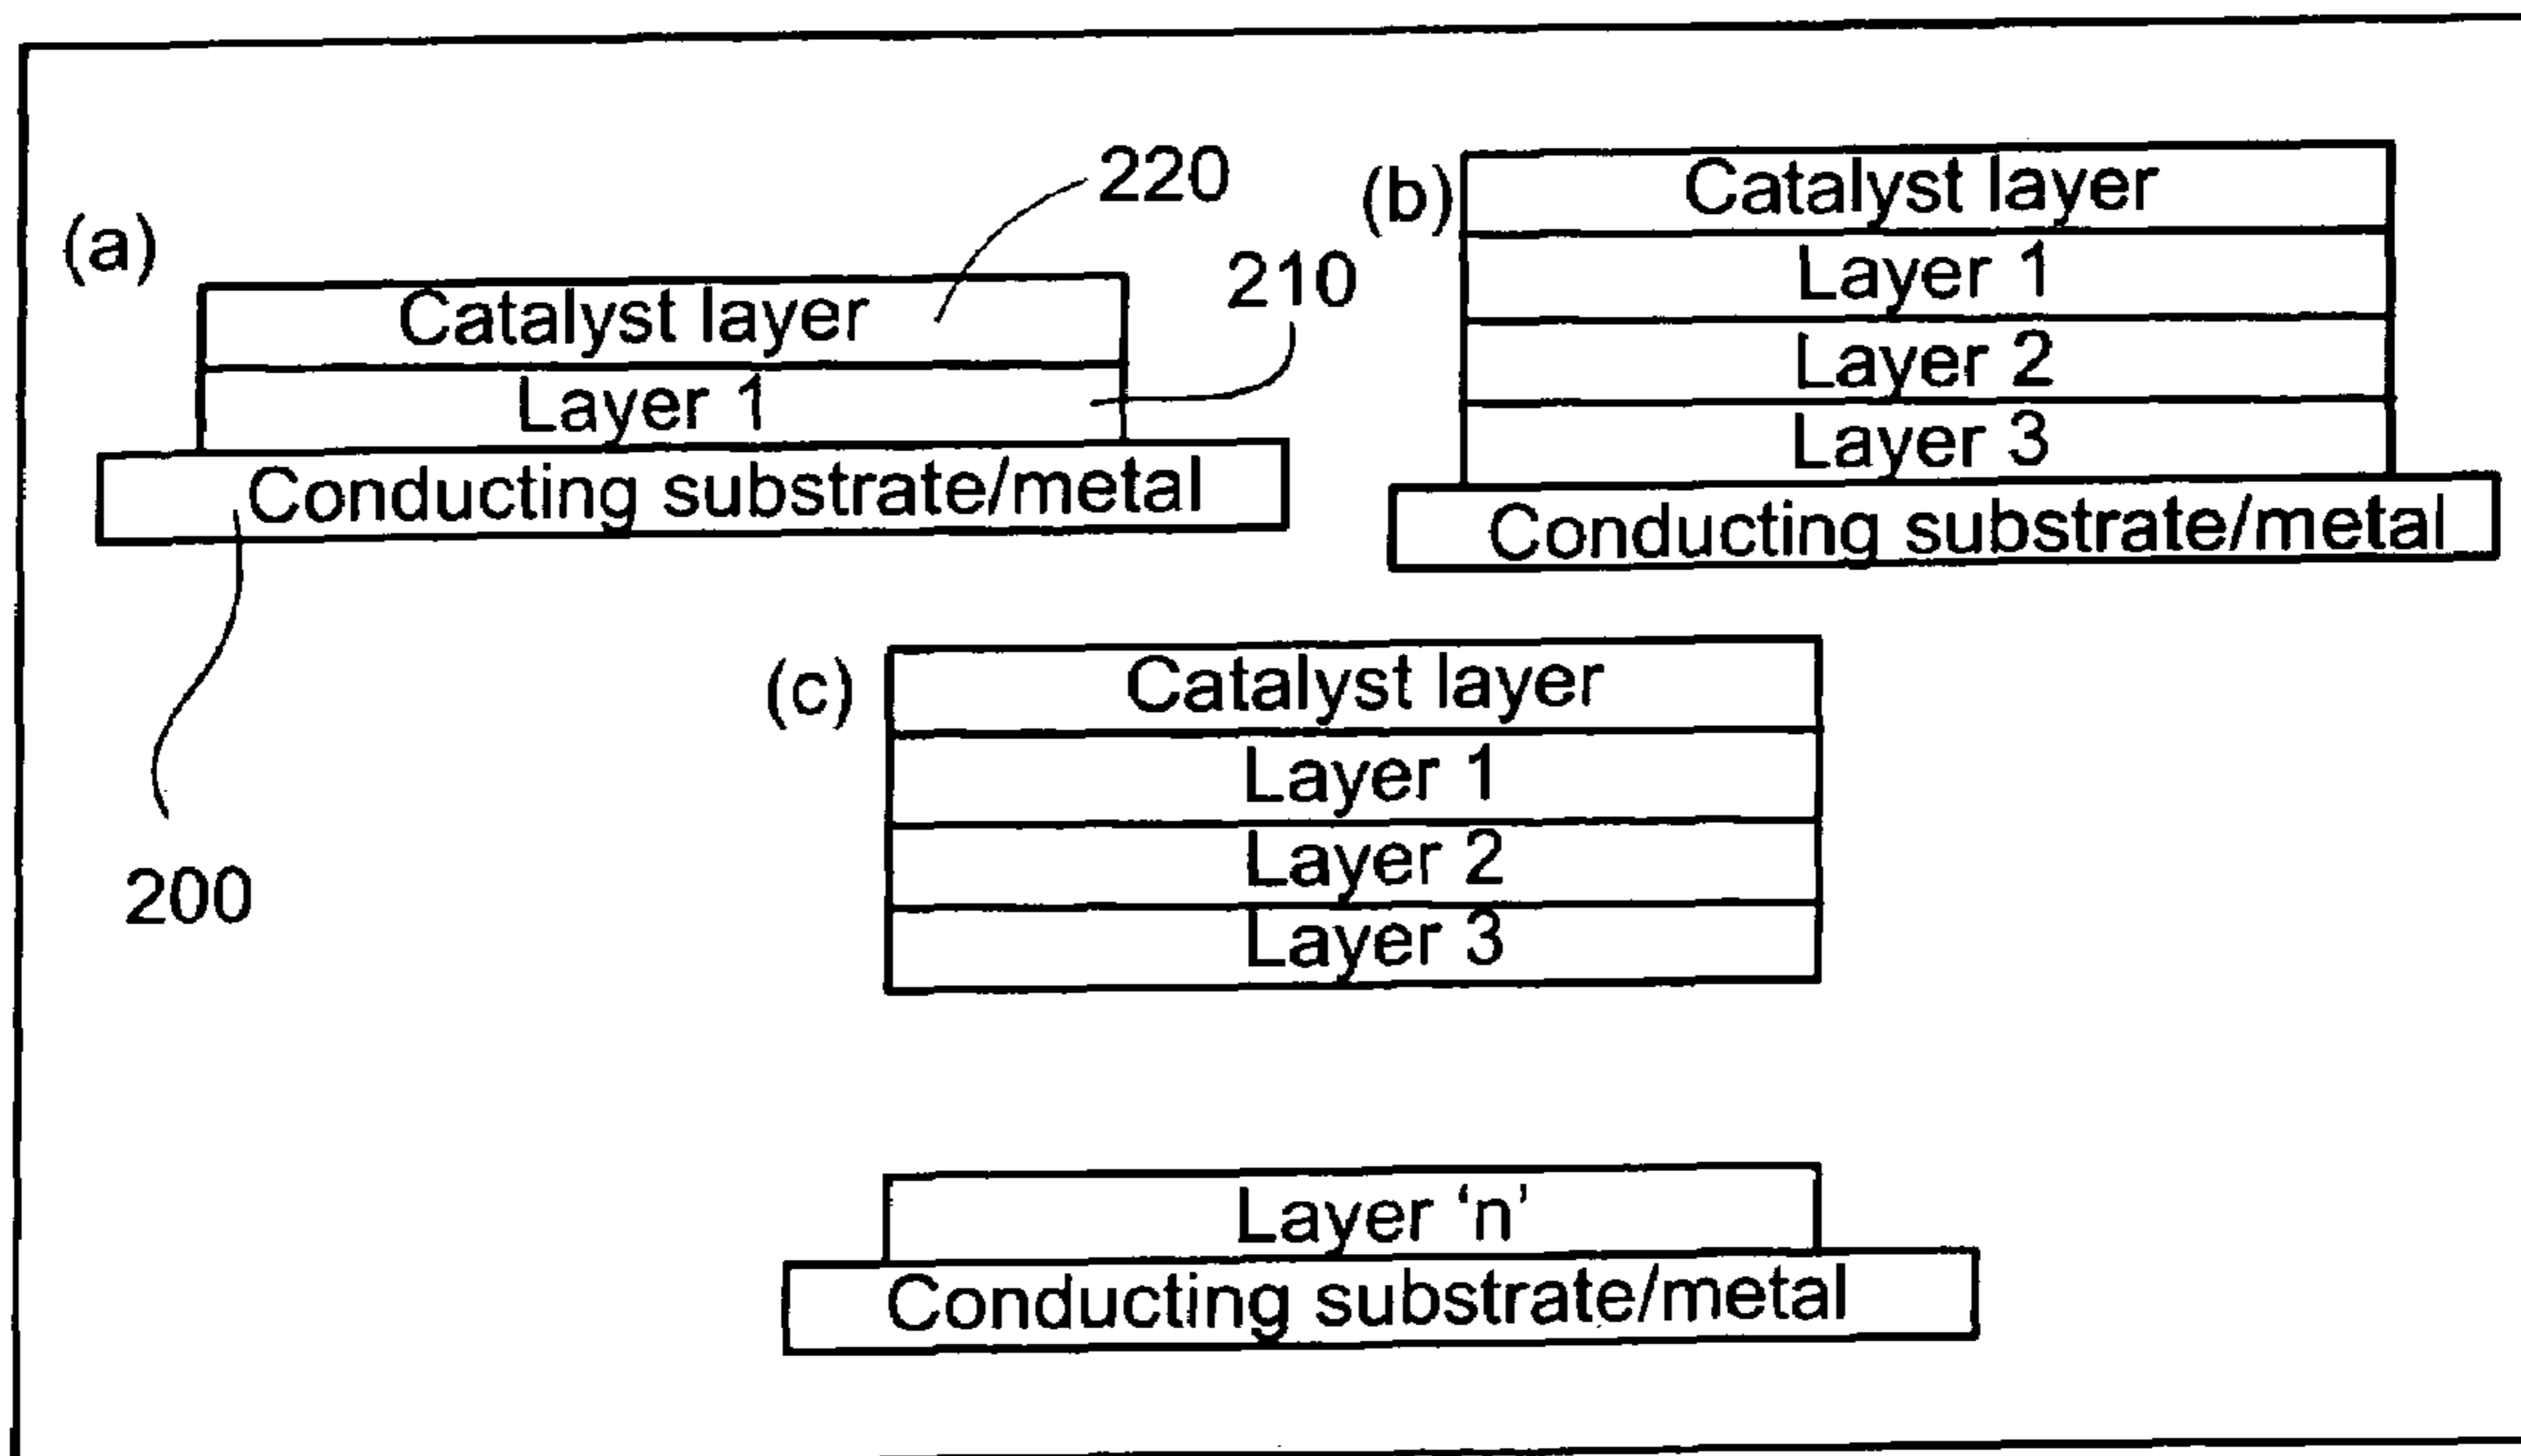 (a)
220
210
Catalyst layer
Layer 1
Conducting substrate/metal
200
(b)
Catalyst layer
Layer 1
Layer 2
Layer 3
Conducting substrate/metal
(c)
Catalyst layer
Layer 1
Layer 2
Layer 3
Layer ‘n’
Conducting substrate/metal